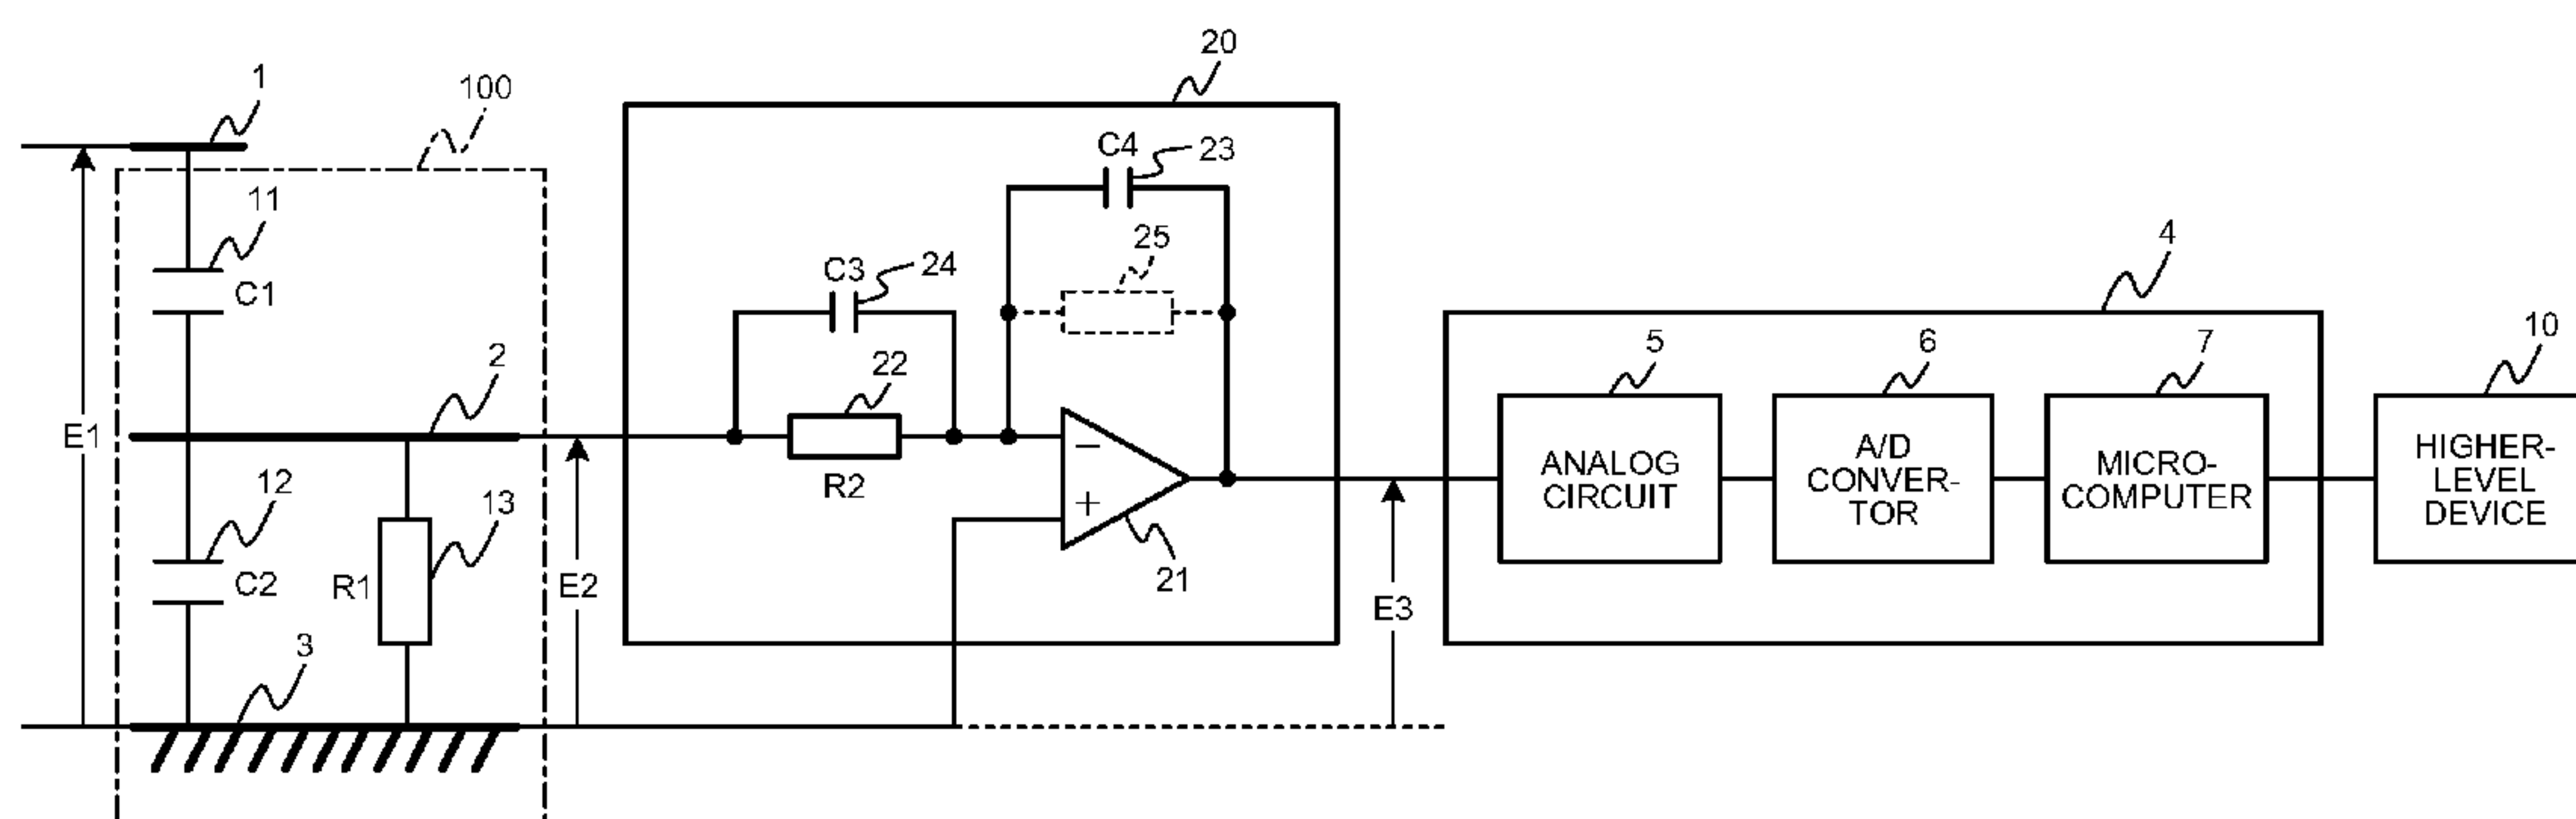 20
1
100
C4
23
11
25
4
C3
24
C1
5
6
7
10
22
2
E1
−
ANALOG
CIRCUIT
A/D
CONVER-
TOR
MICRO-
COMPUTER
HIGHER-
LEVEL
DEVICE
12
13
R2
+
C2
R1
E2
21
E3
3